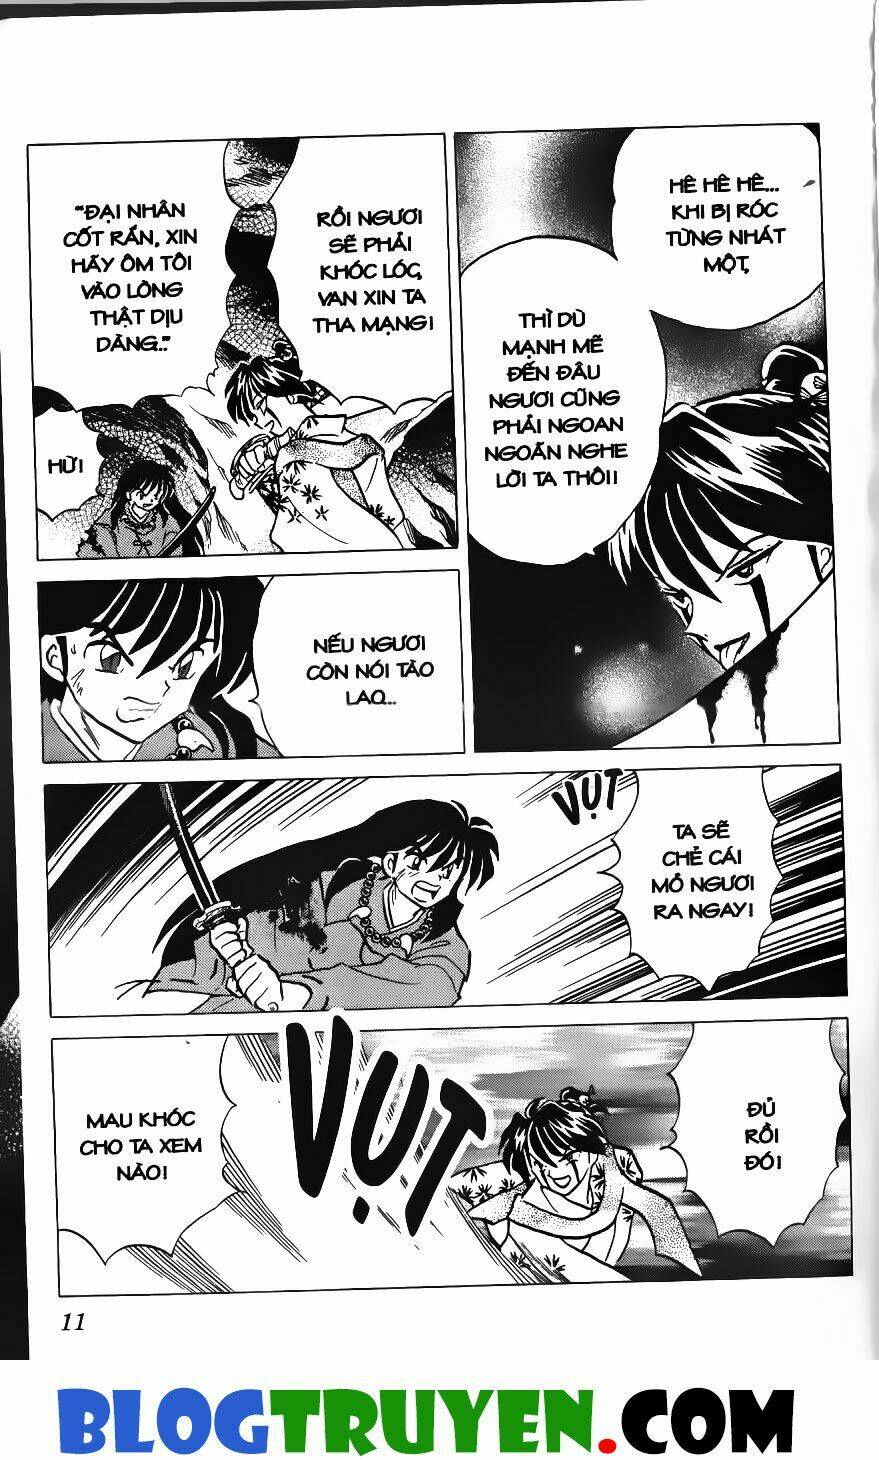 HÊ HÊ HÊ...
KHI BỊ RÓC
TỪNG NHÁT
MỘT,
THÌ DÙ
MẠNH MẼ
ĐẾN ĐÂU
NGƯƠI CŨNG
PHẢI NGOAN
NGOÃN NGHE
LỜI TA THÔI!
RỒI NGƯƠI
SẼ PHẢI
KHÓC LÓC,
VAN XIN TA
THA MẠNG!
"ĐẠI NHÂN
CỐT RẮN, XIN
HÃY ÔM TÔI
VÀO LÒNG
THẬT DỊU
DÀNG.."
HỪ!
NẾU NGƯƠI
CÒN NÓI TÀO
LAO...
VỤT
TA SẼ
CHẺ CÁI
MỎ NGƯƠI
RA NGAY!
ĐỦ
RỒI
ĐÓ!
VỤT
MAU KHÓC
CHO TA XEM
NÀO!
11
BLOGTRUYEN.COM